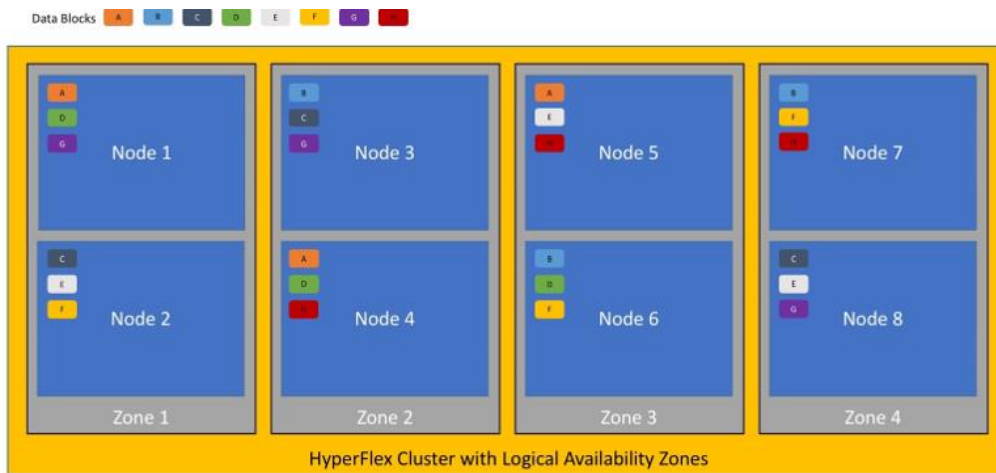 Data Blocks A B C D E F G H
A
D
G
Node 1
B
C
G
Node 3
A
E
H
Node 5
B
F
H
Node 7
C
E
F
Node 2
A
D
H
Node 4
B
D
F
Node 6
C
E
G
Node 8
Zone 1 Zone 2 Zone 3 Zone 4
HyperFlex Cluster with Logical Availability Zones